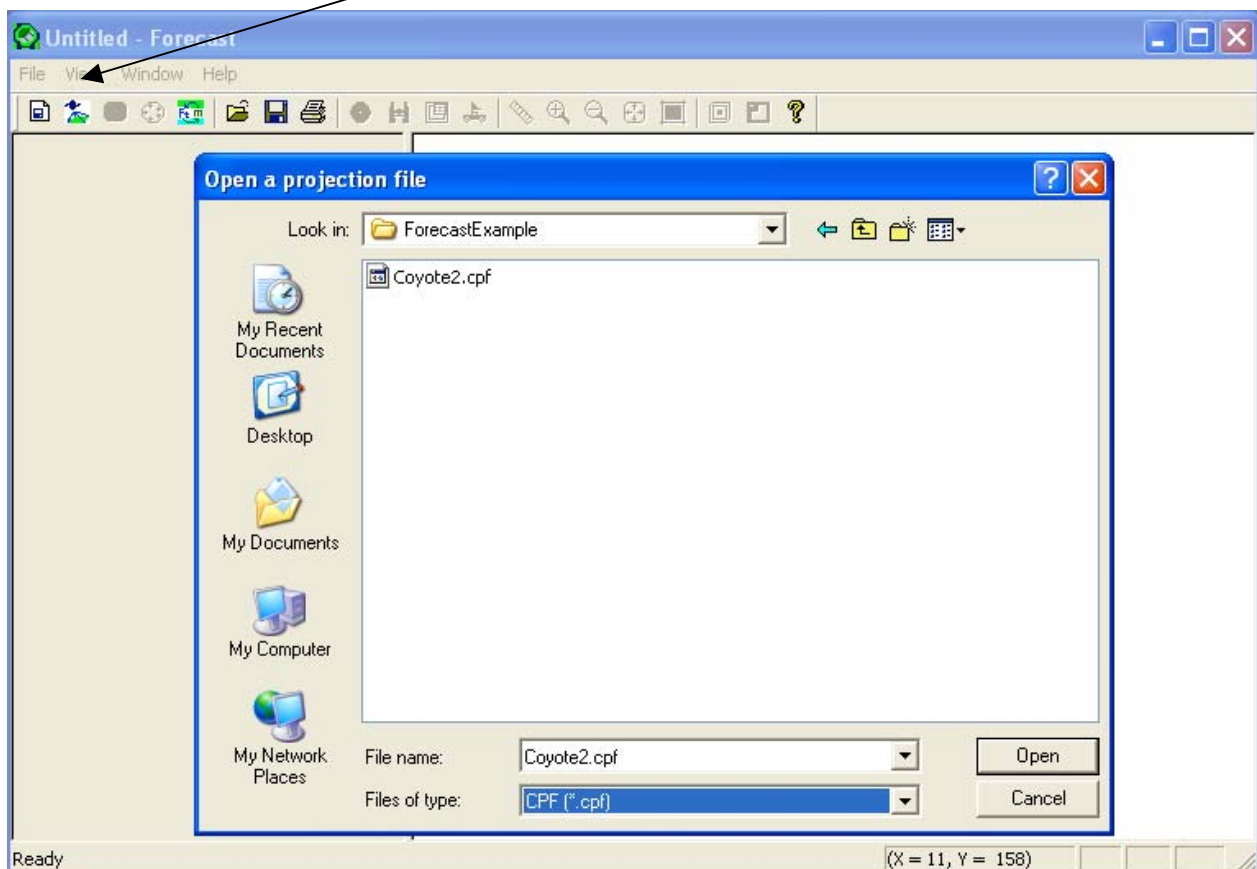 Untitled - Forecast
File View Window Help
Open a projection file
Look in: ForecastExample
Coyote2.cpf
My Recent
Documents
Desktop
My Documents
My Computer
My Network
Places
File name: Coyote2.cpf Open
Files of type: CPF (*.cpf) Cancel
Ready (X = 11, Y = 158)